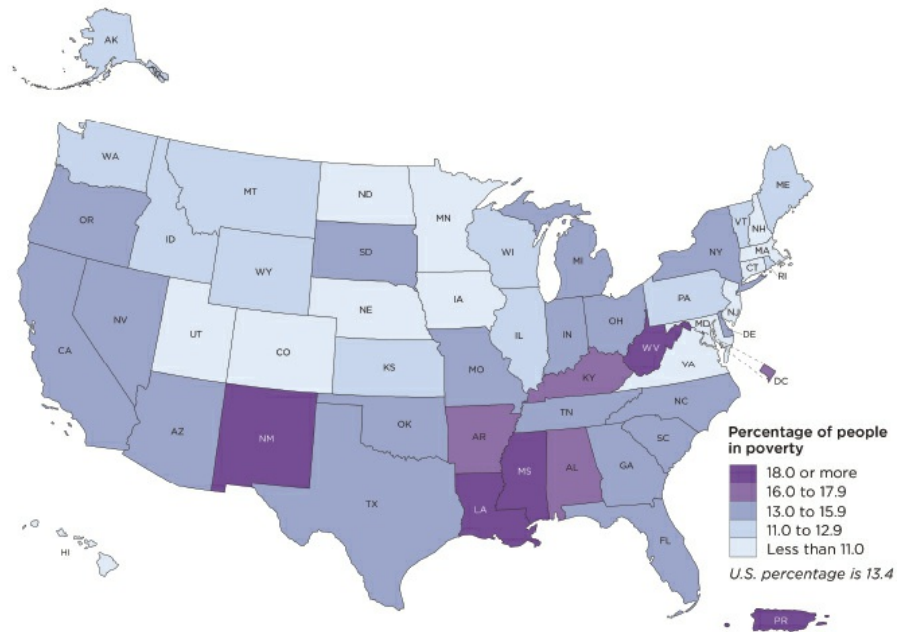 AK
WA
ME
MT
ND
VT
MN
NH
OR
ID
WI
NY
MA
SD
MI
CT
RI
WY
PA
IA
NE
NJ
OH
NV
IN
MD
DE
UT
IL
CO
WV
CA
VA
KS
MO
KY
DC
NC
TN
OK
AZ
NM
AR
SC
MS
AL
GA
TX
LA
FL
HI
Percentage of people
in poverty
18.0 or more
16.0 to 17.9
13.0 to 15.9
11.0 to 12.9
Less than 11.0
U.S. percentage is 13.4
PR